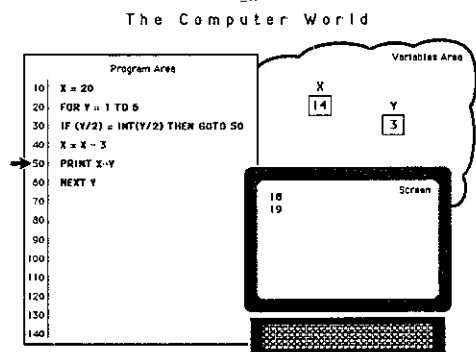 The Computer World
Program Area
Variables Area
10 X = 20
20 FOR Y = 1 TO 5
30 IF (Y/2) = INT(Y/2) THEN GOTO 50
40 X = X - 3
50 PRINT X+Y
60 NEXT Y
70
80
90
100
110
120
130
140
X
14
Y
3
Screen
18
19